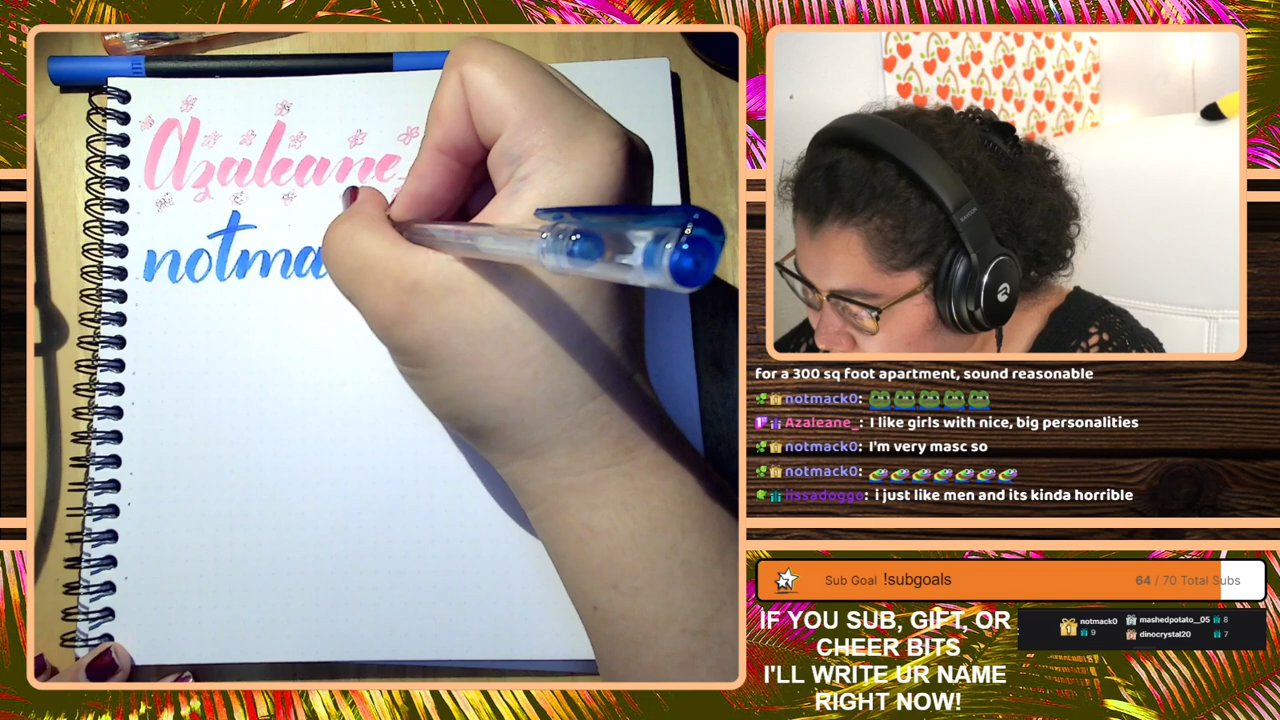 Azaleane_
notma
for a 300 sq foot apartment, sound reasonable
notmack0:
Azaleane_: I like girls with nice, big personalities
notmack0: I'm very masc so
notmack0:
lissadoggo: i just like men and its kinda horrible
Sub Goal !subgoals 64 / 70 Total Subs
IF YOU SUB, GIFT, OR
CHEER BITS
I'LL WRITE UR NAME
RIGHT NOW!
notmack0
9
mashedpotato_05 8
dinocrystal20 7